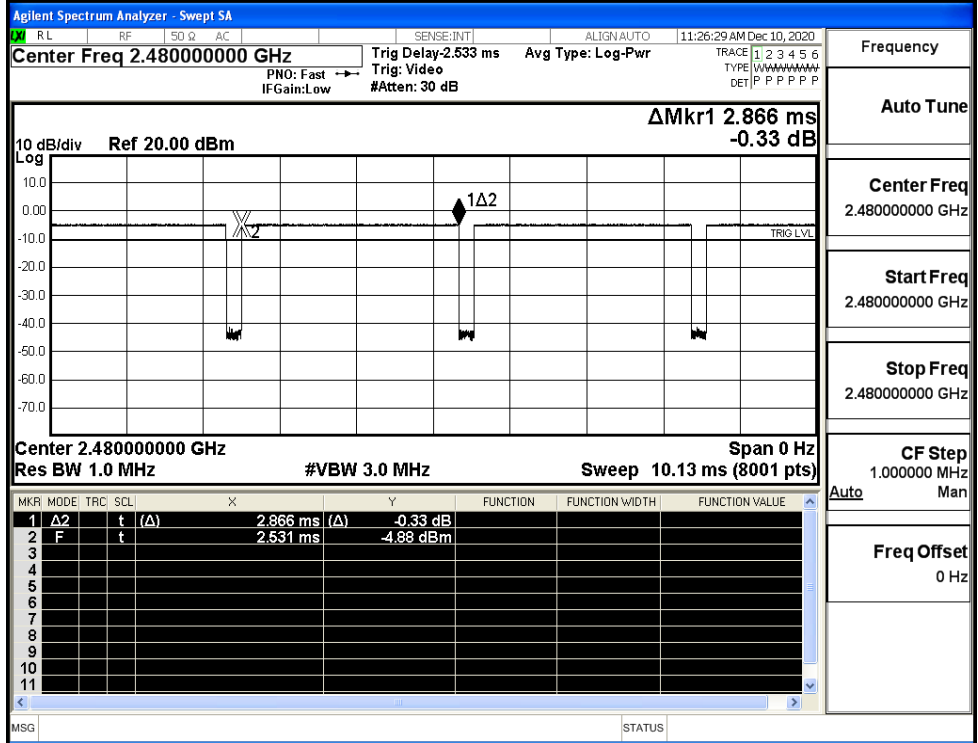 Agilent Spectrum Analyzer - Swept SA
LXI RL RF 50 Ω AC SENSE:INT ALIGN AUTO 11:26:29 AM Dec 10, 2020
Center Freq 2.480000000 GHz
PNO: Fast
IFGain:Low
Trig Delay-2.533 ms
Trig: Video
#Atten: 30 dB
Avg Type: Log-Pwr
TRACE 1 2 3 4 5 6
TYPE WWWWWW
DET P P P P P P
ΔMkr1 2.866 ms
-0.33 dB
10 dB/div Ref 20.00 dBm
Log
10.0
0.00
-10.0
-20.0
-30.0
-40.0
-50.0
-60.0
-70.0
1Δ2
2
TRIG LVL
Center 2.480000000 GHz Span 0 Hz
Res BW 1.0 MHz #VBW 3.0 MHz Sweep 10.13 ms (8001 pts)
MKR MODE TRC SCL X Y FUNCTION FUNCTION WIDTH FUNCTION VALUE
1 Δ2 t (Δ) 2.866 ms (Δ) -0.33 dB
2 F t 2.531 ms -4.88 dBm
3
4
5
6
7
8
9
10
11
MSG STATUS
Frequency
Auto Tune
Center Freq
2.480000000 GHz
Start Freq
2.480000000 GHz
Stop Freq
2.480000000 GHz
CF Step
1.000000 MHz
Auto Man
Freq Offset
0 Hz